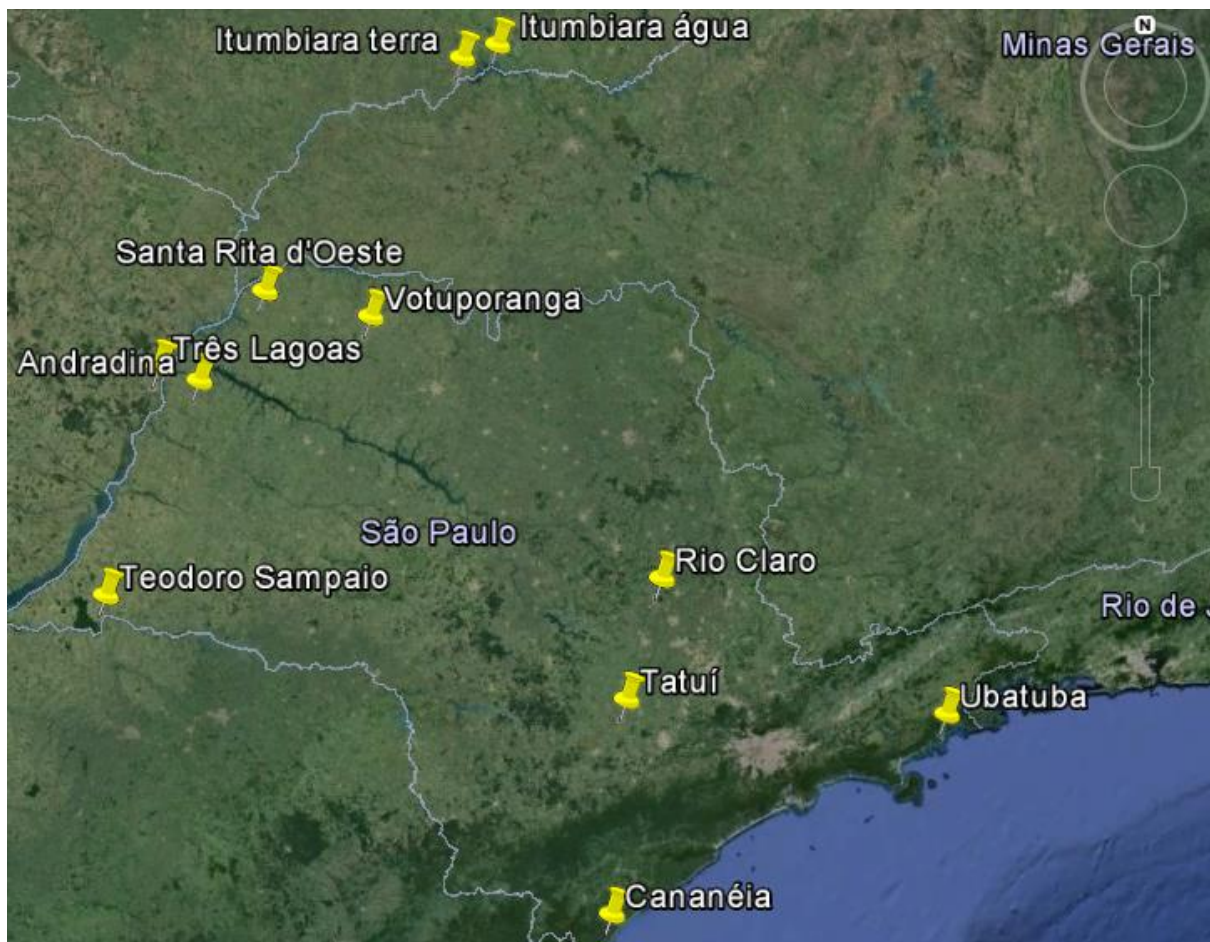 Itumbiara terra
Itumbiara água
N
Minas Gerais
Santa Rita d'Oeste
Votuporanga
Andradina
Três Lagoas
São Paulo
Rio Claro
Teodoro Sampaio
Rio de
Tatuí
Ubatuba
Cananéia